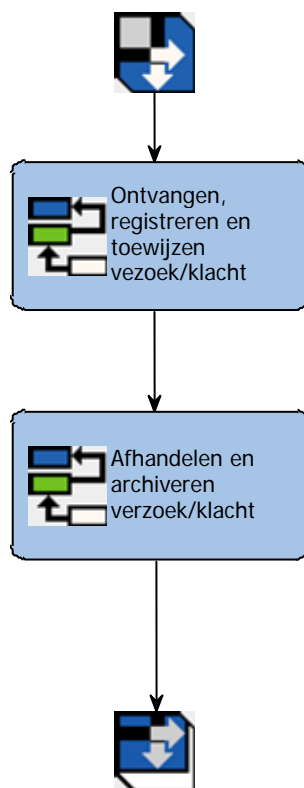 Ontvangen,
registreren en
toewijzen
vezoek/klacht
Afhandelen en
archiveren
verzoek/klacht